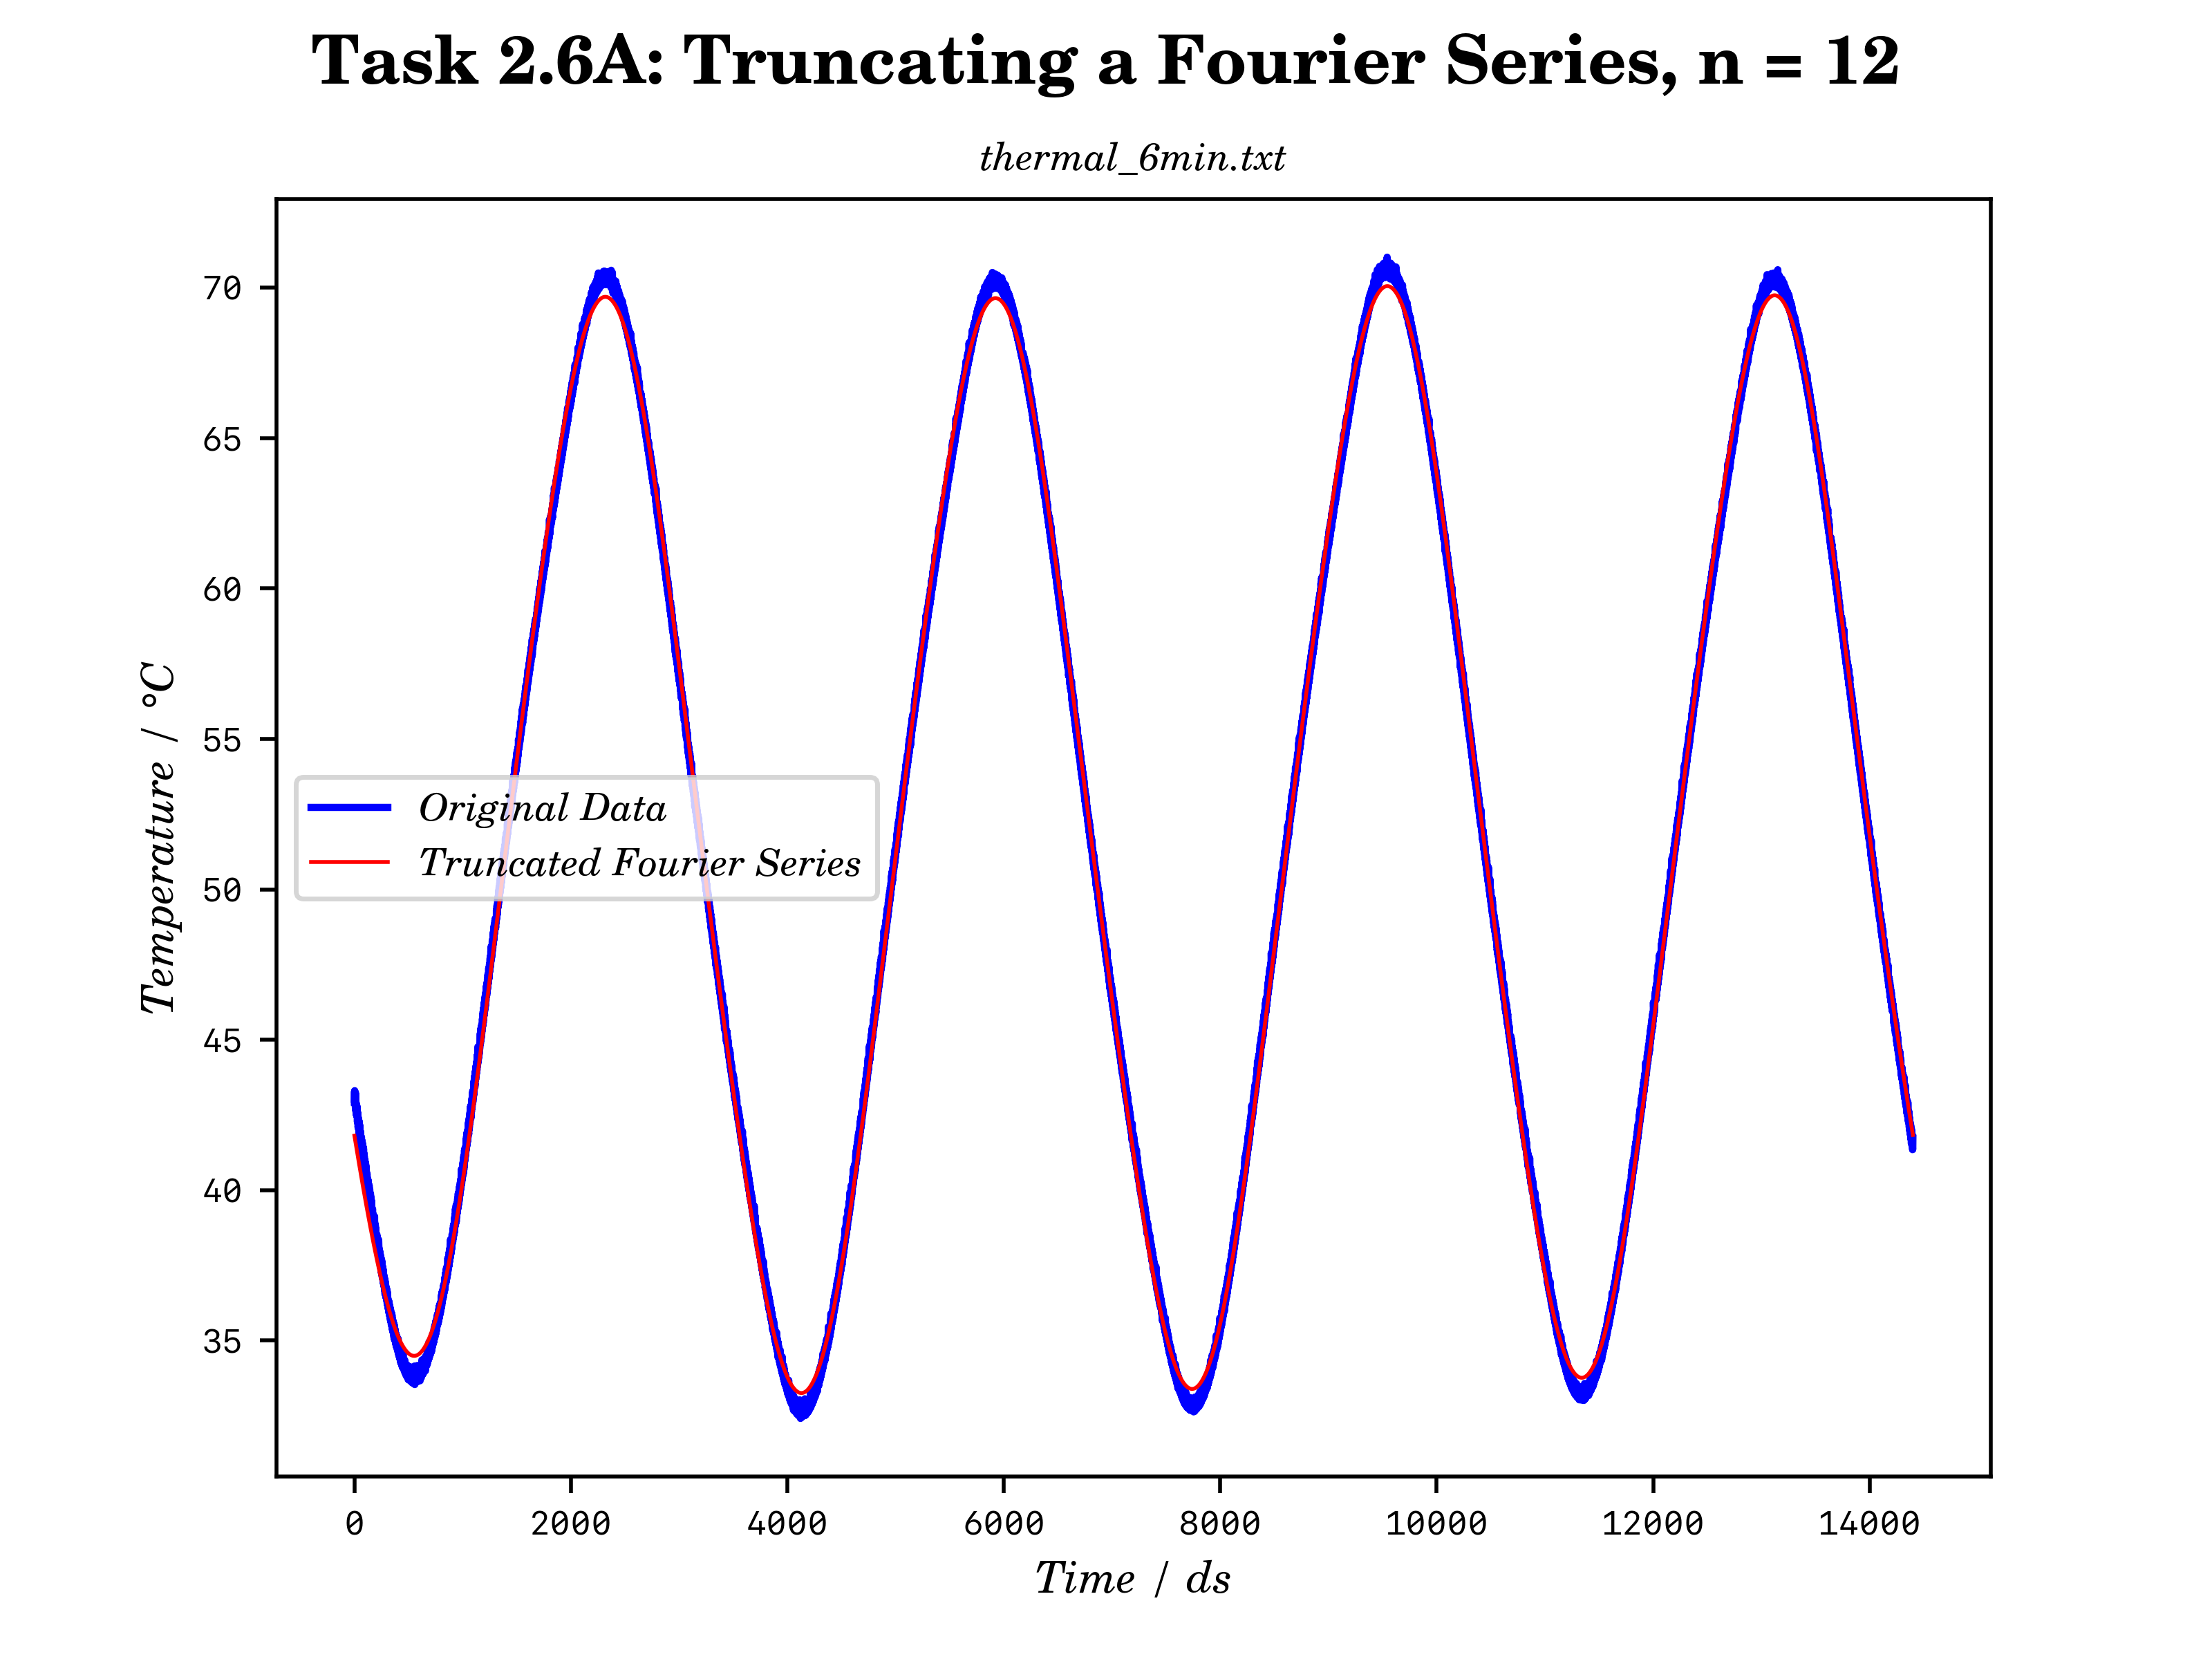 Task 2.6A: Truncating a Fourier Series, n = 12
thermal_6min.txt
Temperature / °C
70
65
60
55
50
45
40
35
Original Data
Truncated Fourier Series
0 2000 4000 6000 8000 10000 12000 14000
Time / ds